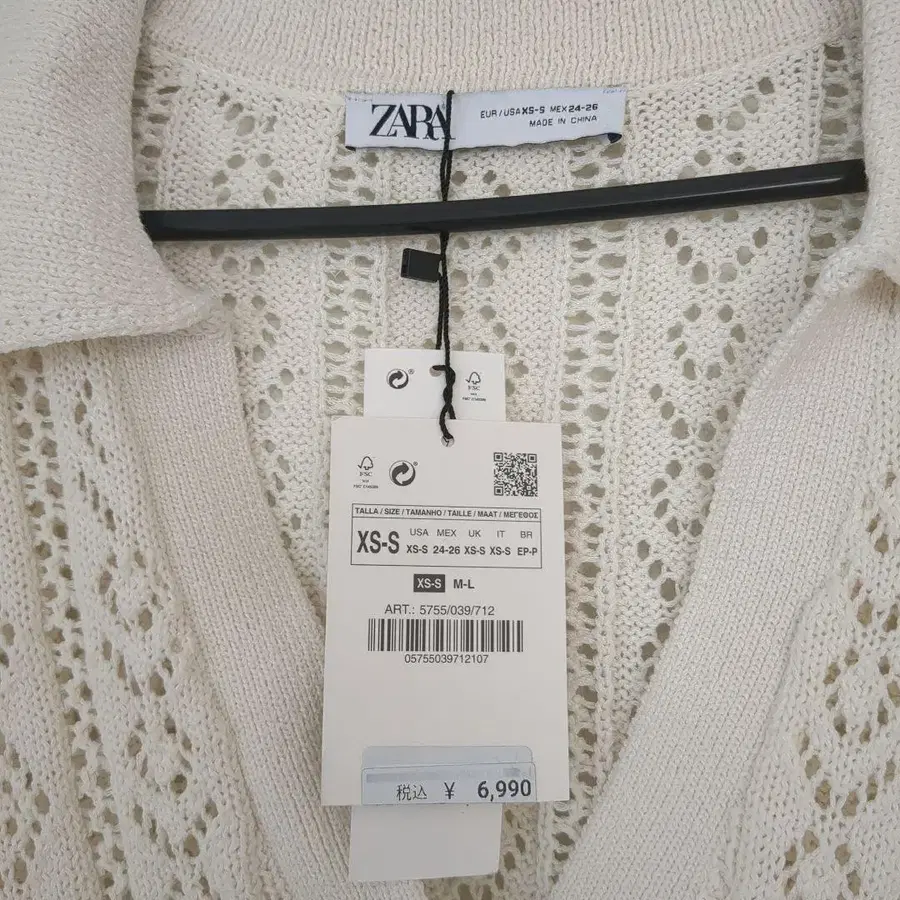 ZARA
EUR/USA XS-S MEX 24-26
MADE IN CHINA
FSC
FSC
TALLA / SIZE / TAMANHO / TAILLE / MAAT / ΜΕΓΕΘΟΣ
XS-S
USA MEX UK IT BR
XS-S 24-26 XS-S XS-S EP-P
XS-S M-L
ART.: 5755/039/712
05755039712107
税込 ¥ 6,990